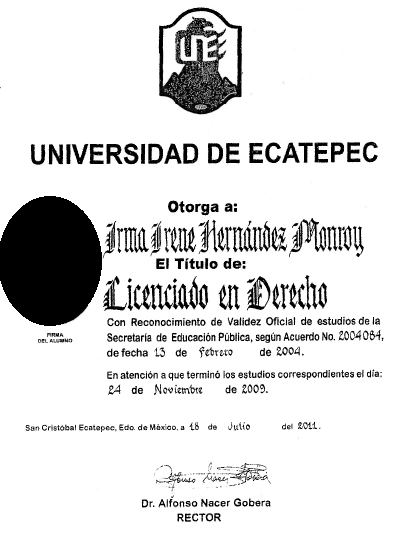 UNE
UNIVERSIDAD DE ECATEPEC
Otorga a:
Irma Irene Hernández Monroy
El Título de:
Licenciado en Derecho
Con Reconocimiento de Validez Oficial de estudios de la
Secretaría de Educación Pública, según Acuerdo No. 2004084,
de fecha 13 de febrero de 2004.
FIRMA
DEL ALUMNO
En atención a que terminó los estudios correspondientes el día:
24 de Noviembre de 2009.
San Cristóbal Ecatepec, Edo. de México, a 18 de Julio del 2011.
Dr. Alfonso Nacer Gobera
RECTOR